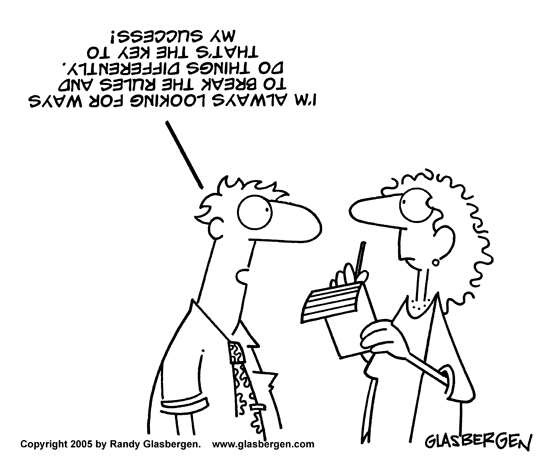 I'M ALWAYS LOOKING FOR WAYS
TO BREAK THE RULES AND
DO THINGS DIFFERENTLY.
THAT'S THE KEY TO
MY SUCCESS!
Copyright 2005 by Randy Glasbergen. www.glasbergen.com
GLASBERGEN